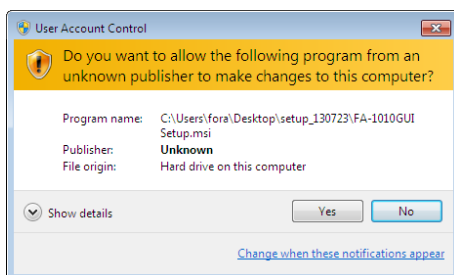 User Account Control
Do you want to allow the following program from an
unknown publisher to make changes to this computer?
Program name: C:\Users\fora\Desktop\setup_130723\FA-1010GUI
Setup.msi
Publisher: Unknown
File origin: Hard drive on this computer
Show details
Yes
No
Change when these notifications appear